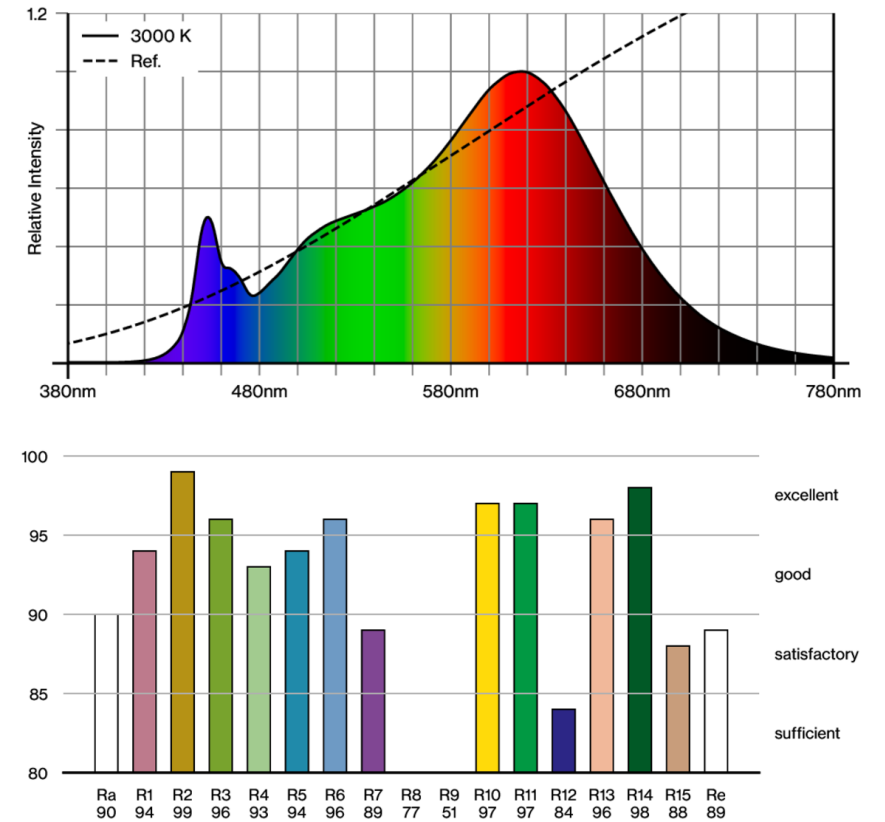 1.2
3000 K
Ref.
Relative Intensity
380nm 480nm 580nm 680nm 780nm
100
excellent
95
good
90
satisfactory
85
sufficient
80
Ra R1 R2 R3 R4 R5 R6 R7 R8 R9 R10 R11 R12 R13 R14 R15 Re
90 94 99 96 93 94 96 89 77 51 97 97 84 96 98 88 89